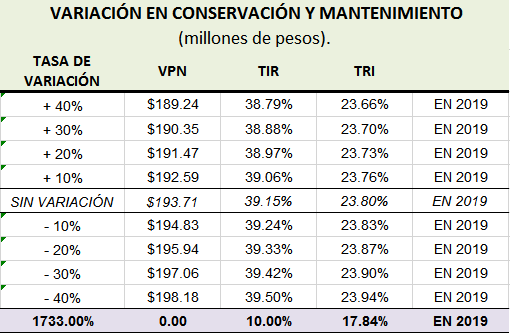 VARIACIÓN EN CONSERVACIÓN Y MANTENIMIENTO
(millones de pesos).
TASA DE VARIACIÓN VPN TIR TRI
+ 40% $189.24 38.79% 23.66% EN 2019
+ 30% $190.35 38.88% 23.70% EN 2019
+ 20% $191.47 38.97% 23.73% EN 2019
+ 10% $192.59 39.06% 23.76% EN 2019
SIN VARIACIÓN $193.71 39.15% 23.80% EN 2019
- 10% $194.83 39.24% 23.83% EN 2019
- 20% $195.94 39.33% 23.87% EN 2019
- 30% $197.06 39.42% 23.90% EN 2019
- 40% $198.18 39.50% 23.94% EN 2019
1733.00% 0.00 10.00% 17.84% EN 2019